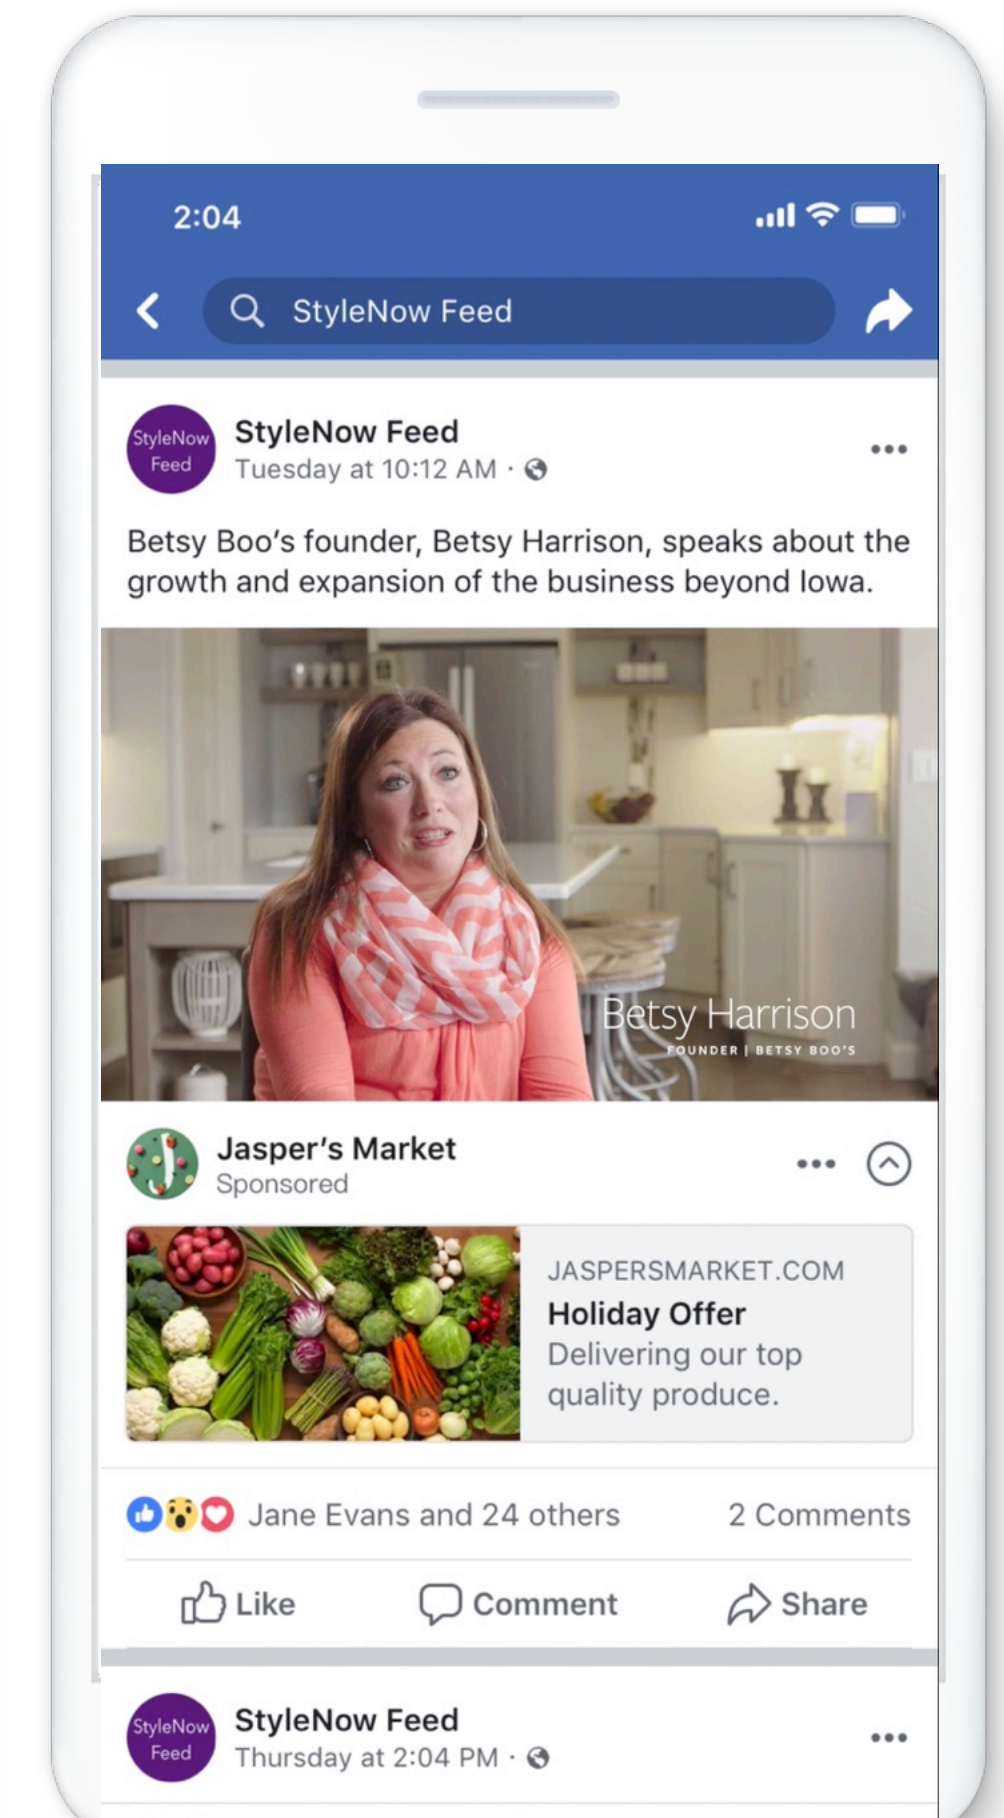 2:04
StyleNow Feed
StyleNow
Feed
StyleNow Feed
Tuesday at 10:12 AM ·
Betsy Boo's founder, Betsy Harrison, speaks about the
growth and expansion of the business beyond Iowa.
Betsy Harrison
FOUNDER | BETSY BOO'S
J
Jasper's Market
Sponsored
JASPERSMARKET.COM
Holiday Offer
Delivering our top
quality produce.
Jane Evans and 24 others
2 Comments
Like
Comment
Share
StyleNow
Feed
StyleNow Feed
Thursday at 2:04 PM ·